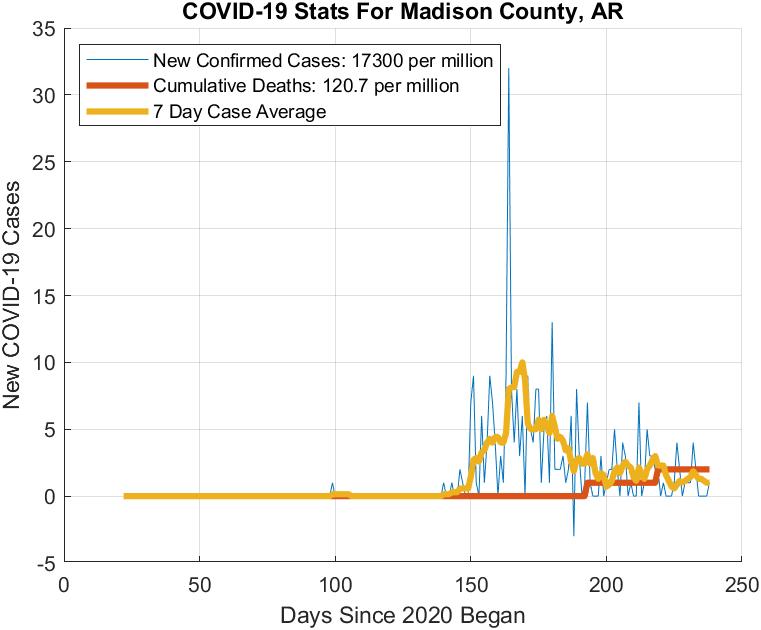 COVID-19 Stats For Madison County, AR
35
30
25
20
15
10
5
0
-5
New COVID-19 Cases
New Confirmed Cases: 17300 per million
Cumulative Deaths: 120.7 per million
7 Day Case Average
0 50 100 150 200 250
Days Since 2020 Began